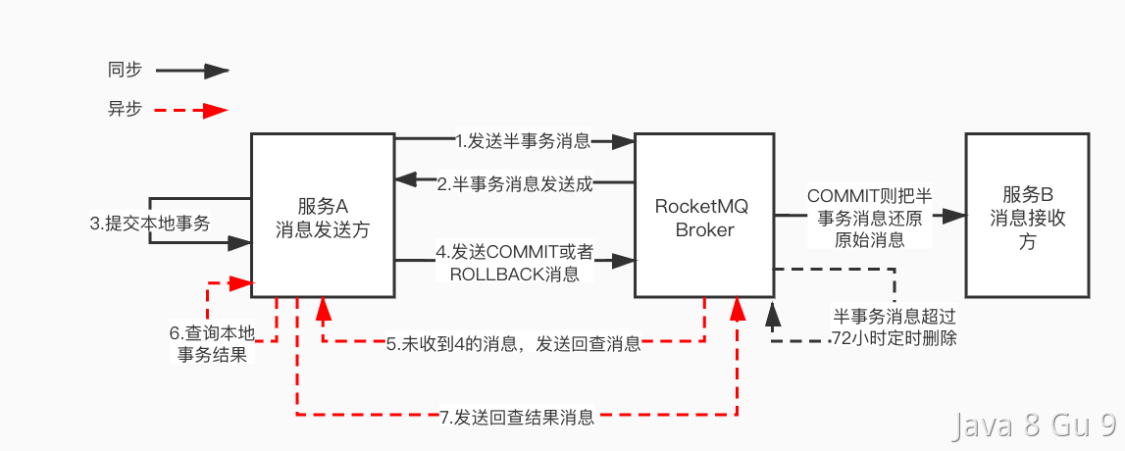 同步
异步
1.发送半事务消息
2.半事务消息发送成
服务A
消息发送方
3.提交本地事务
4.发送COMMIT或者
ROLLBACK消息
RocketMQ
Broker
COMMIT则把半
事务消息还原
原始消息
服务B
消息接收
方
半事务消息超过
72小时定时删除
5.未收到4的消息，发送回查消息
6.查询本地
事务结果
7.发送回查结果消息
Java 8 Gu 9